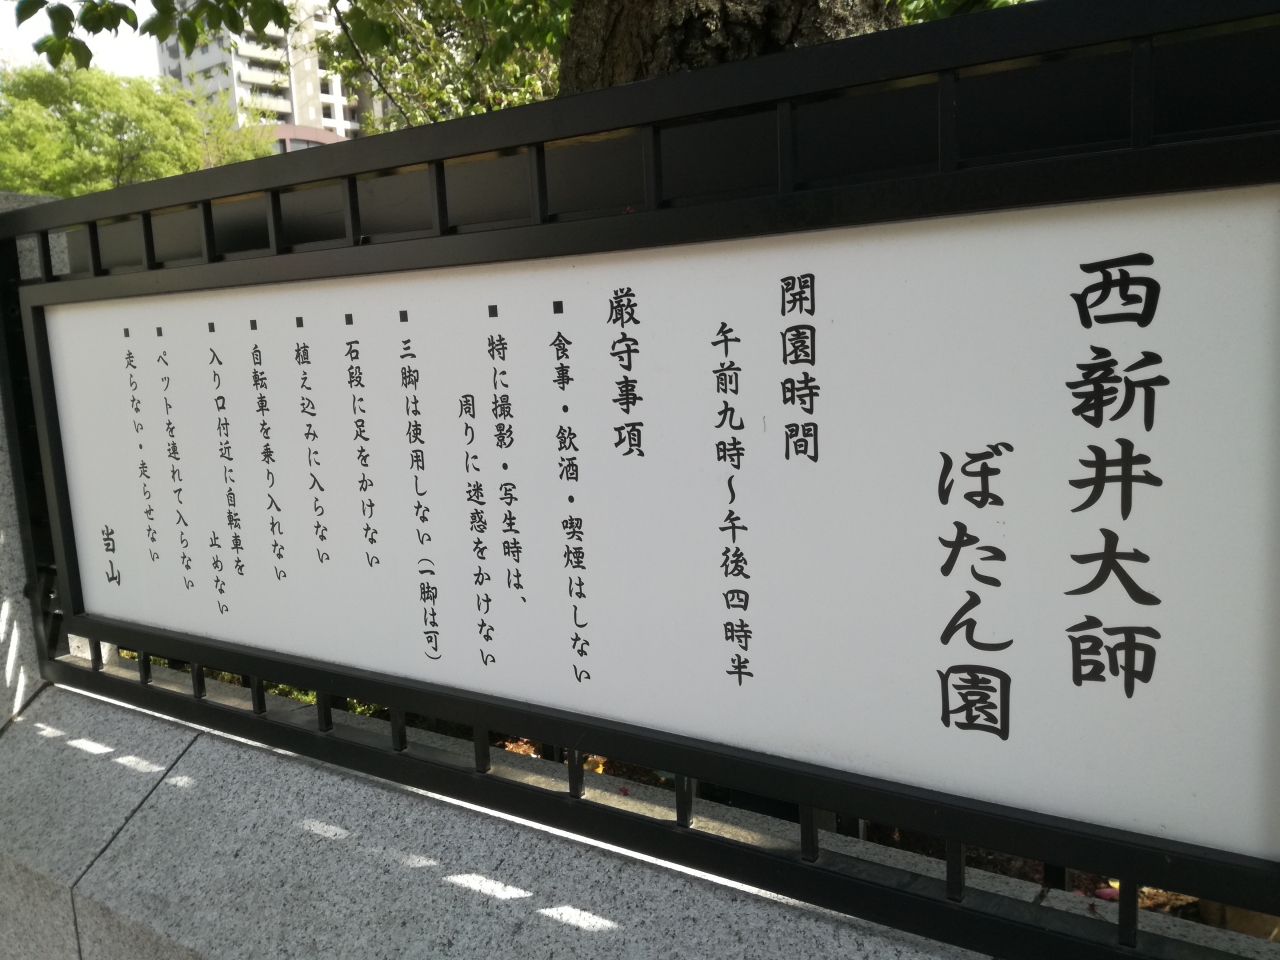 西新井大師
ぼたん園
開園時間
午前九時～午後四時半
厳守事項
■ 食事・飲酒・喫煙はしない
■ 特に撮影・写生時は、
周りに迷惑をかけない
■ 三脚は使用しない（一脚は可）
■ 石段に足をかけない
■ 植え込みに入らない
■ 自転車を乗り入れない
■ 入り口付近に自転車を
止めない
■ ペットを連れて入らない
■ 走らない・走らせない
当山